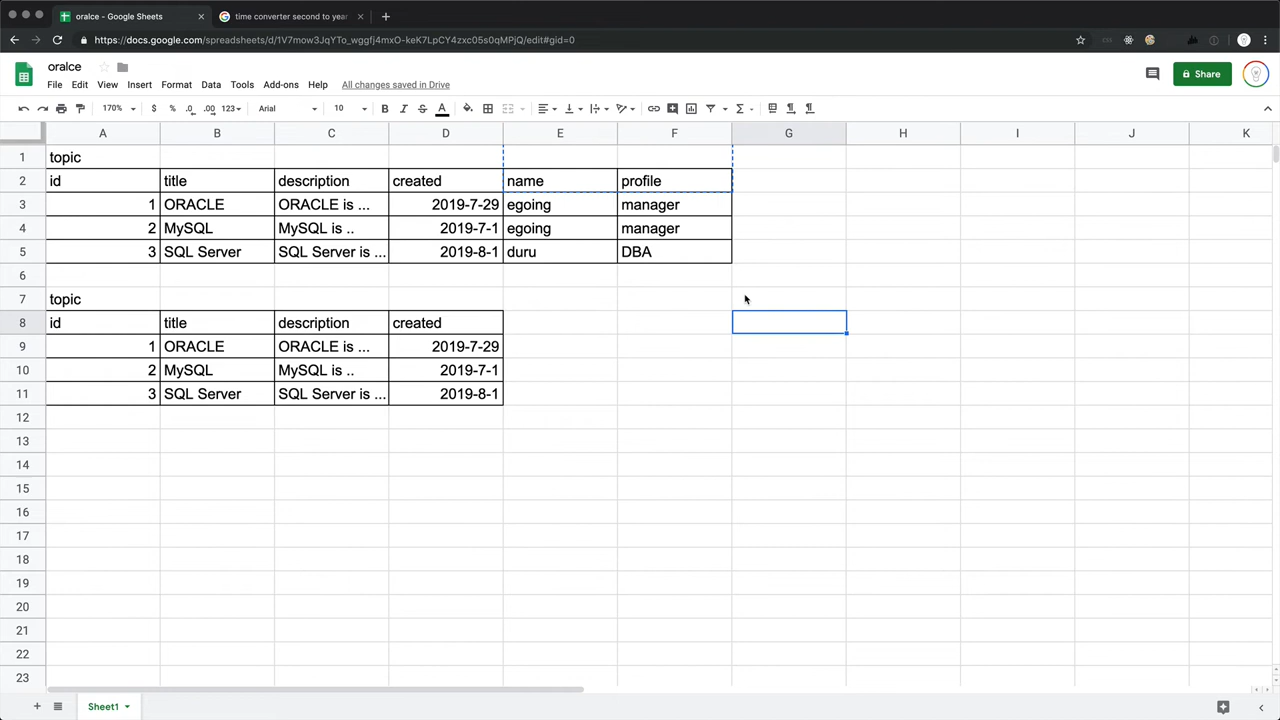 oralce - Google Sheets
time converter second to year
https://docs.google.com/spreadsheets/d/1V7mow3JqYTo_wggfj4mxO-keK7LpCY4zxc05s0qMPjQ/edit#gid=0
oralce
File Edit View Insert Format Data Tools Add-ons Help All changes saved in Drive
Share
170% $ % .0 .00 123 Arial 10 B I S A
A B C D E F G H I J K
1 topic
2 id title description created name profile
3 1 ORACLE ORACLE is ... 2019-7-29 egoing manager
4 2 MySQL MySQL is .. 2019-7-1 egoing manager
5 3 SQL Server SQL Server is ... 2019-8-1 duru DBA
6
7 topic
8 id title description created
9 1 ORACLE ORACLE is ... 2019-7-29
10 2 MySQL MySQL is .. 2019-7-1
11 3 SQL Server SQL Server is ... 2019-8-1
12
13
14
15
16
17
18
19
20
21
22
23
Sheet1